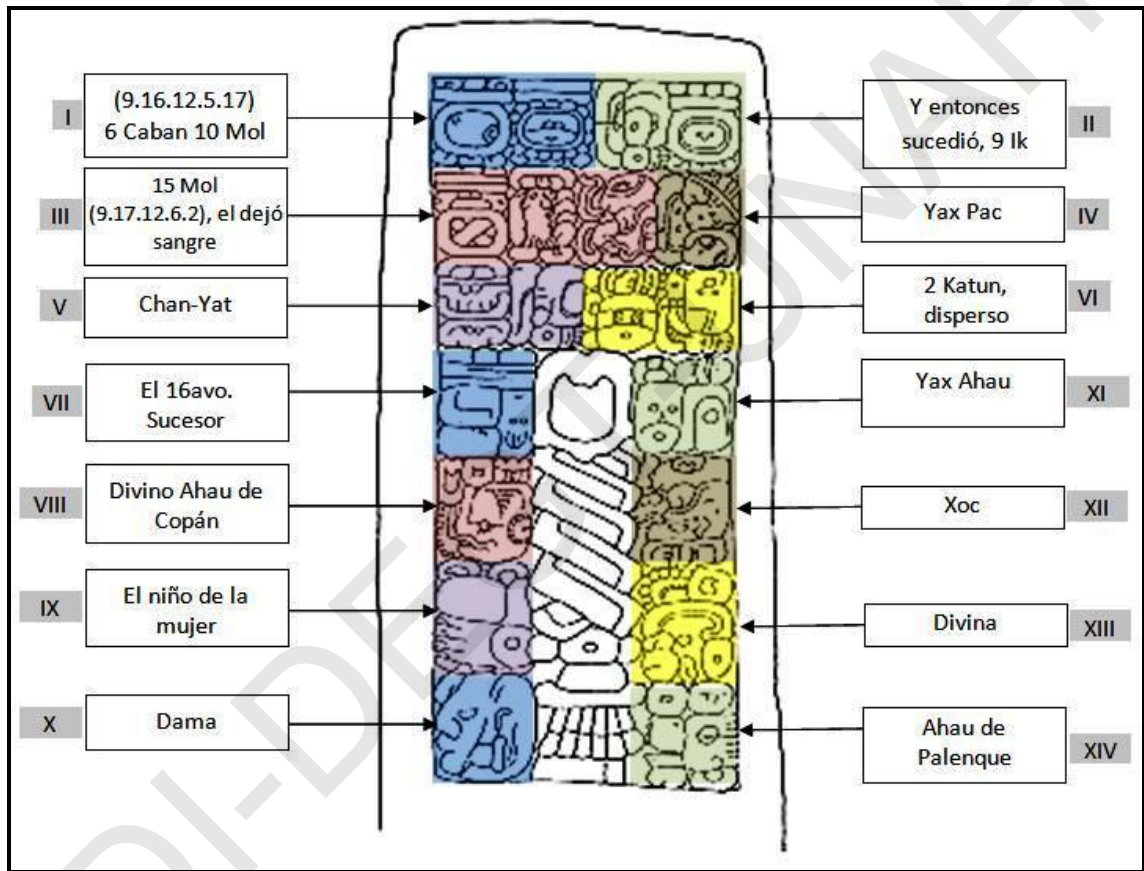 I
(9.16.12.5.17)
6 Caban 10 Mol
II
Y entonces
sucedió, 9 Ik
III
15 Mol
(9.17.12.6.2), el dejó
sangre
IV
Yax Pac
V
Chan-Yat
VI
2 Katun,
disperso
VII
El 16avo.
Sucesor
XI
Yax Ahau
VIII
Divino Ahau de
Copán
XII
Xoc
IX
El niño de la
mujer
XIII
Divina
X
Dama
XIV
Ahau de
Palenque